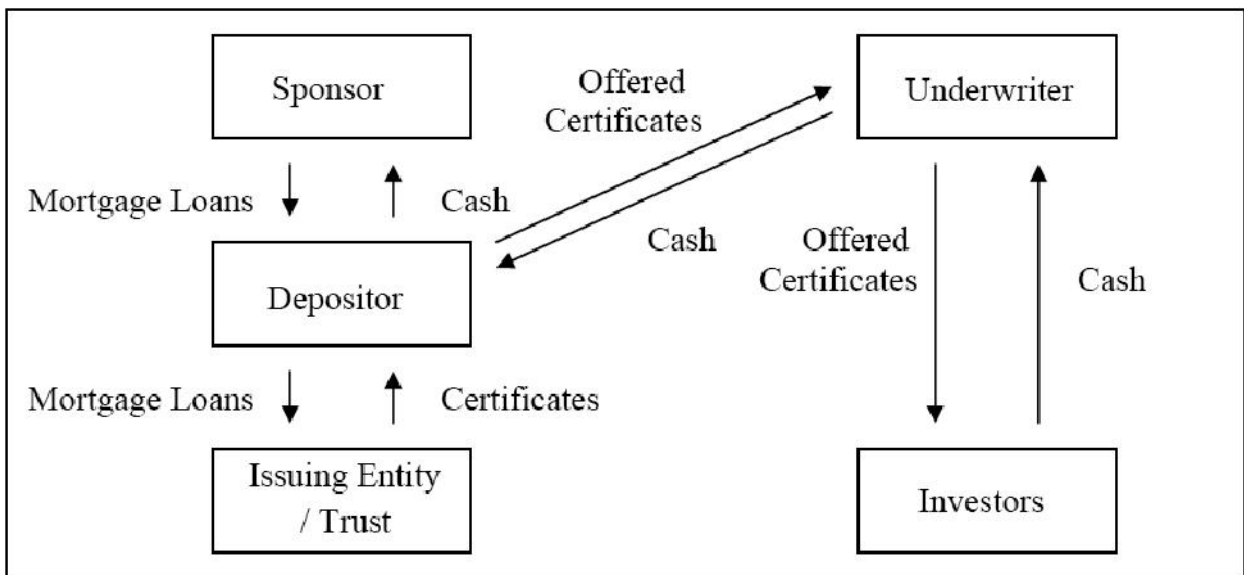 Sponsor
Offered
Certificates
Underwriter
Mortgage Loans
Cash
Cash
Offered
Certificates
Cash
Depositor
Mortgage Loans
Certificates
Issuing Entity
/ Trust
Investors